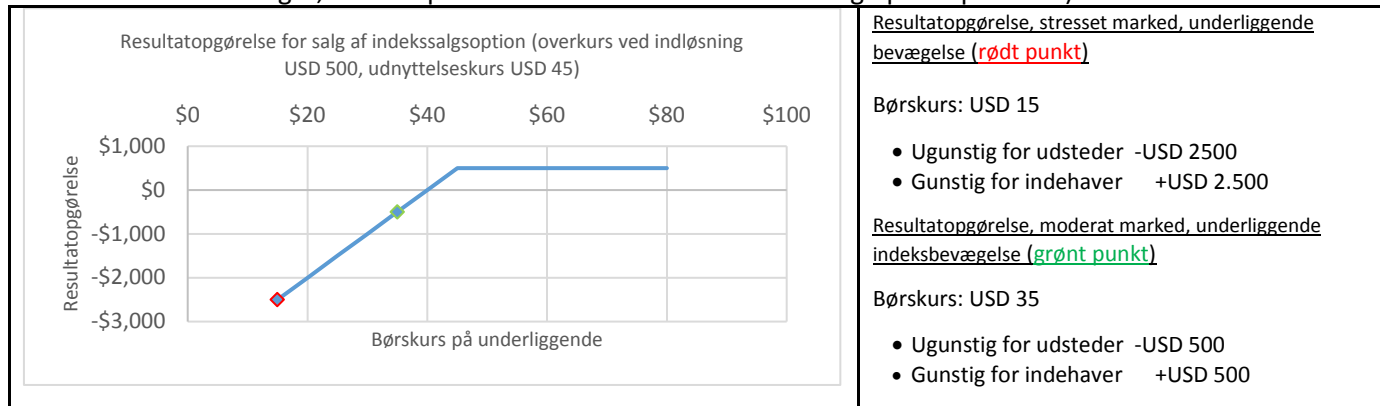 Resultatopgørelse for salg af indekssalgsoption (overkurs ved indløsning
USD 500, udnyttelseskurs USD 45)
$0 $20 $40 $60 $80 $100
$1,000
$0
-$1,000
-$2,000
-$3,000
Resultatopgørelse
Børskurs på underliggende
Resultatopgørelse, stresset marked, underliggende
bevægelse (rødt punkt)
Børskurs: USD 15
• Ugunstig for udsteder -USD 2500
• Gunstig for indehaver +USD 2.500
Resultatopgørelse, moderat marked, underliggende
indeksbevægelse (grønt punkt)
Børskurs: USD 35
• Ugunstig for udsteder -USD 500
• Gunstig for indehaver +USD 500